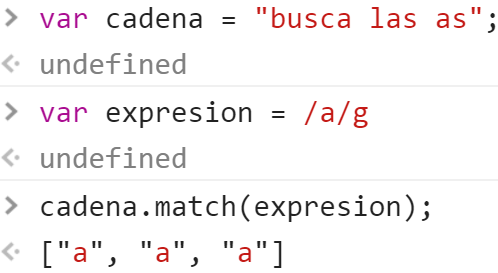 > var cadena = "busca las as";
undefined
> var expresion = /a/g
undefined
> cadena.match(expresion);
["a", "a", "a"]